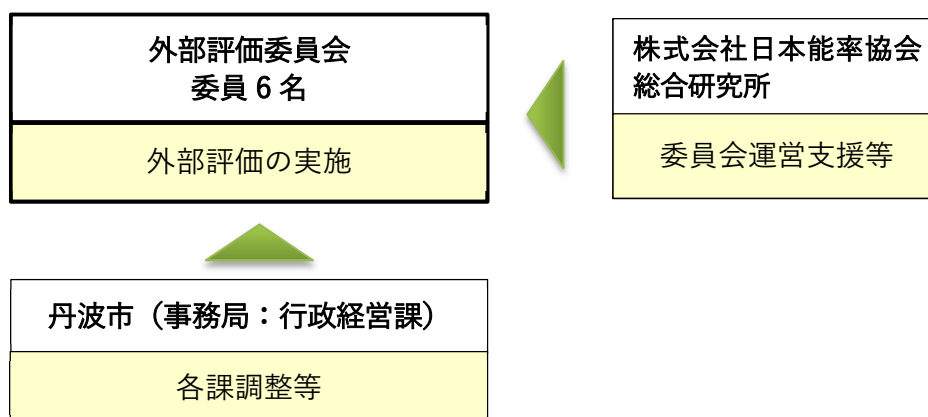 外部評価委員会
委員６名
外部評価の実施
株式会社日本能率協会
総合研究所
委員会運営支援等
丹波市（事務局：行政経営課）
各課調整等